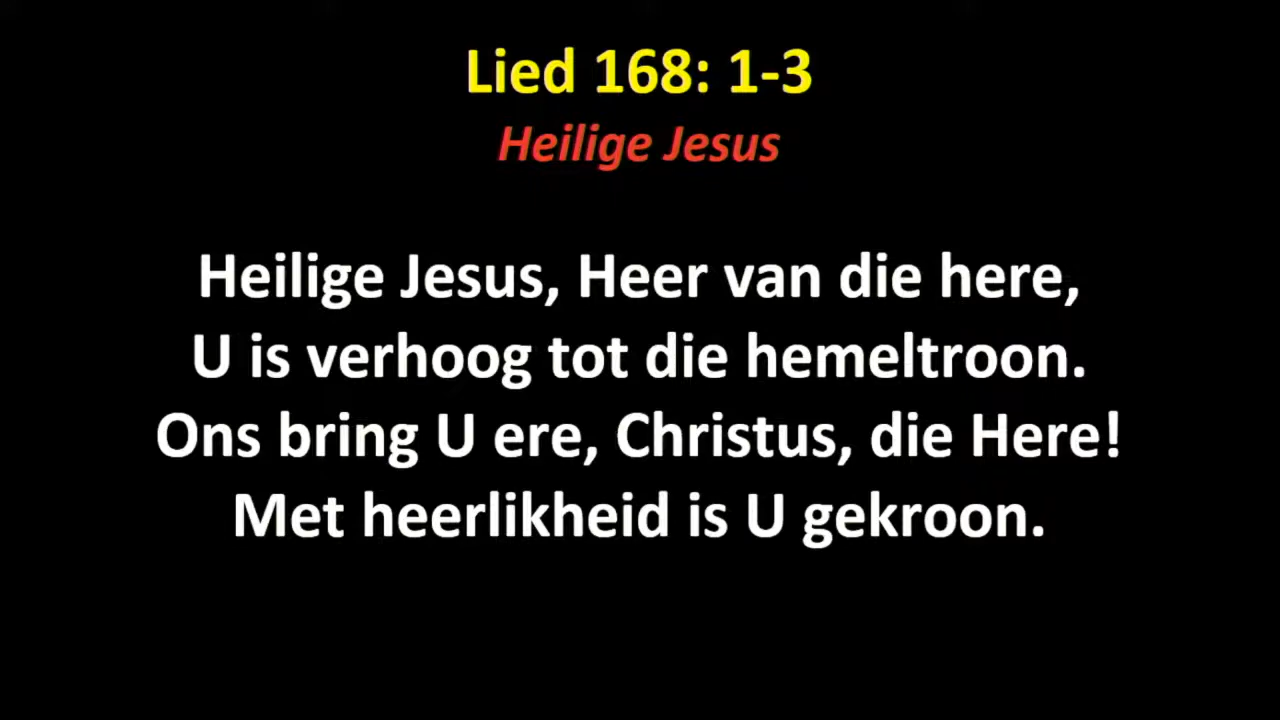 Lied 168: 1-3
Heilige Jesus
Heilige Jesus, Heer van die here,
U is verhoog tot die hemeltroon.
Ons bring U ere, Christus, die Here!
Met heerlikheid is U gekroon.